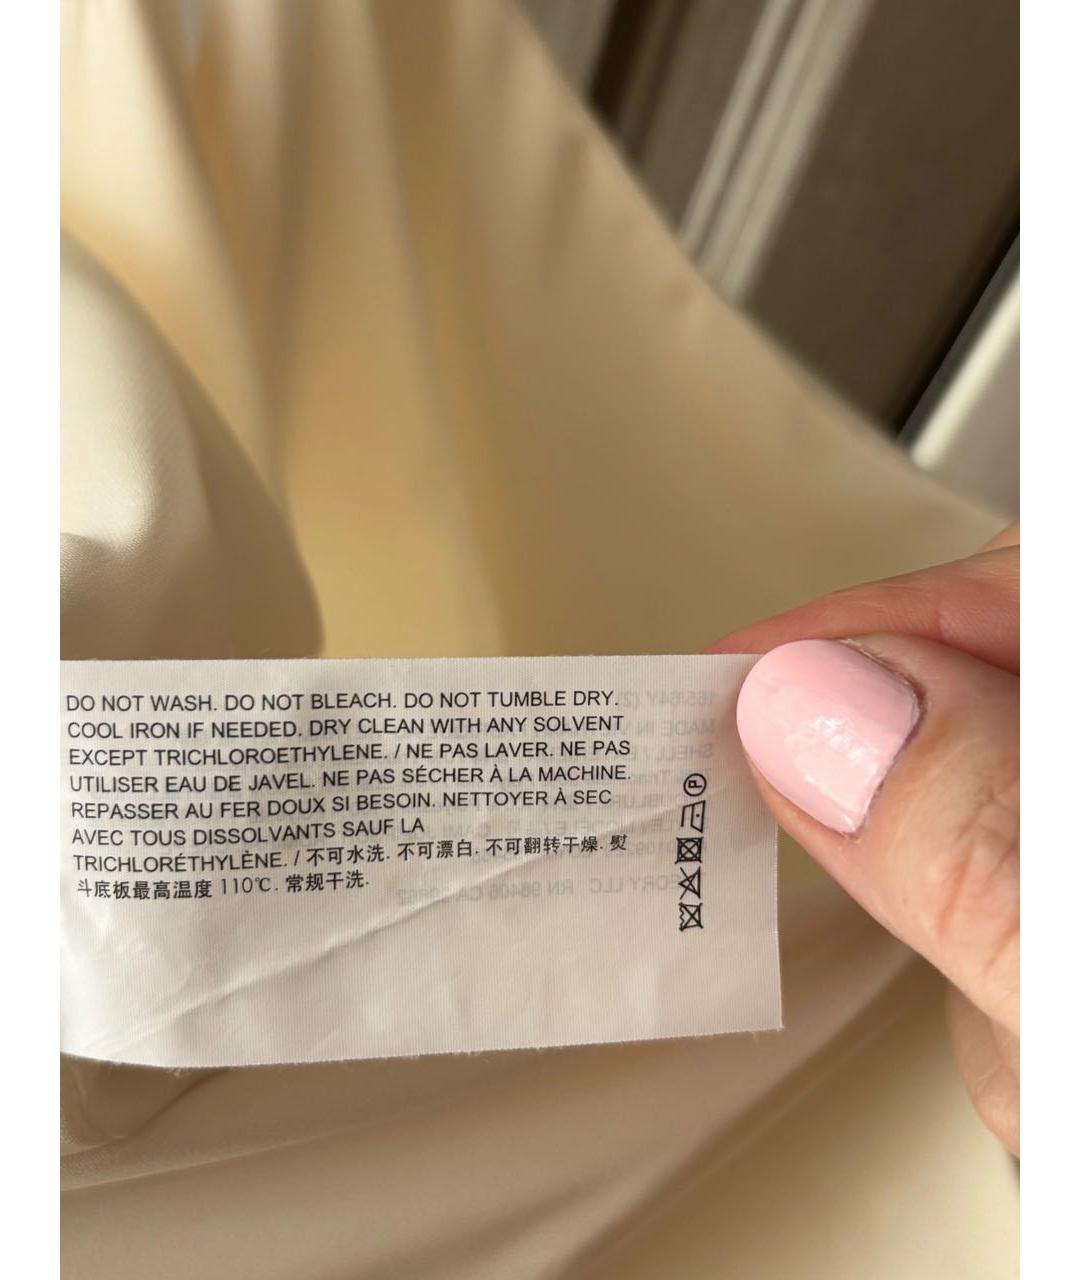 DO NOT WASH. DO NOT BLEACH. DO NOT TUMBLE DRY.
COOL IRON IF NEEDED. DRY CLEAN WITH ANY SOLVENT
EXCEPT TRICHLOROETHYLENE. / NE PAS LAVER. NE PAS
UTILISER EAU DE JAVEL. NE PAS SÉCHER À LA MACHINE.
REPASSER AU FER DOUX SI BESOIN. NETTOYER À SEC
AVEC TOUS DISSOLVANTS SAUF LA
TRICHLORÉTHYLÈNE. / 不可水洗. 不可漂白. 不可翻转干燥. 熨
斗底板最高温度 110℃. 常规干洗.
P